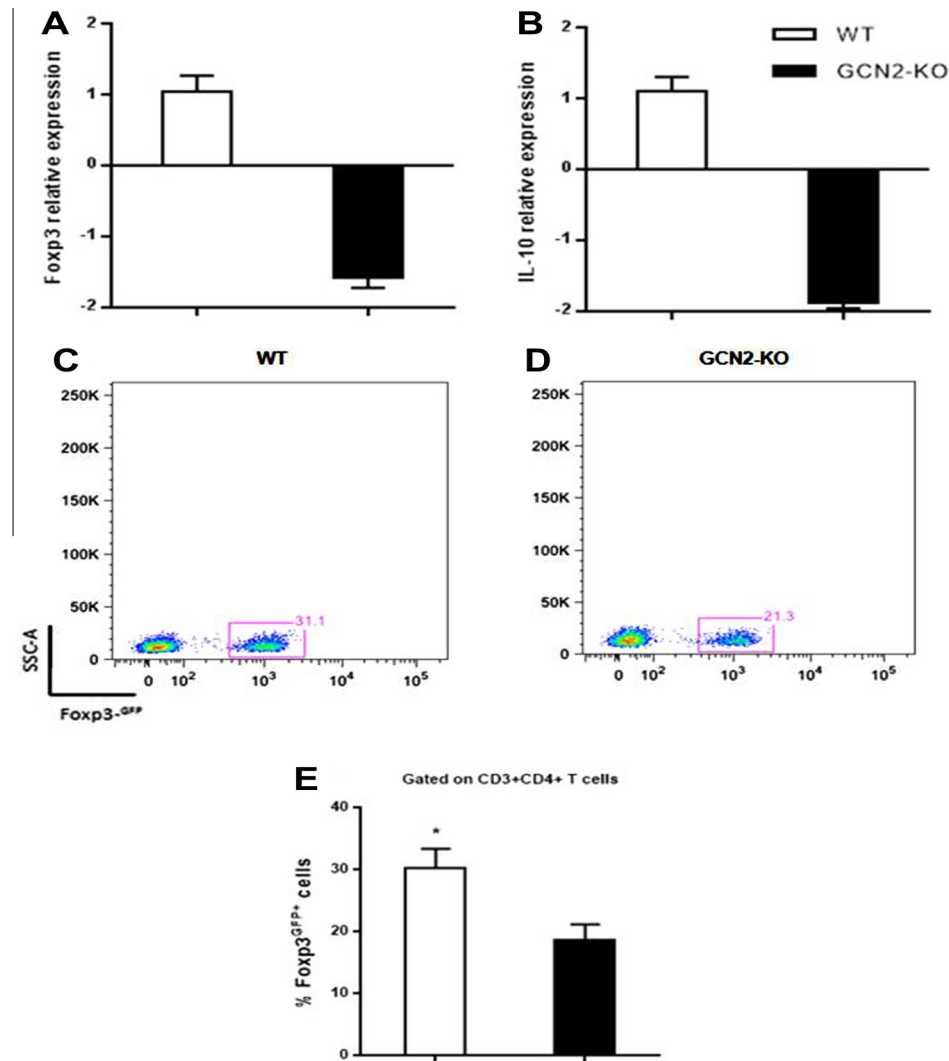 A
2
1
0
-1
-2
Foxp3 relative expression
B
2
1
0
-1
-2
IL-10 relative expression
WT
GCN2-KO
C
WT
250K
200K
150K
100K
50K
0
31.1
0 10² 10³ 10⁴ 10⁵
SSC-A
Foxp3-GFP
D
GCN2-KO
250K
200K
150K
100K
50K
0
21.3
0 10² 10³ 10⁴ 10⁵
E
Gated on CD3+CD4+ T cells
40
30
20
10
0
% Foxp3GFP+ cells
*